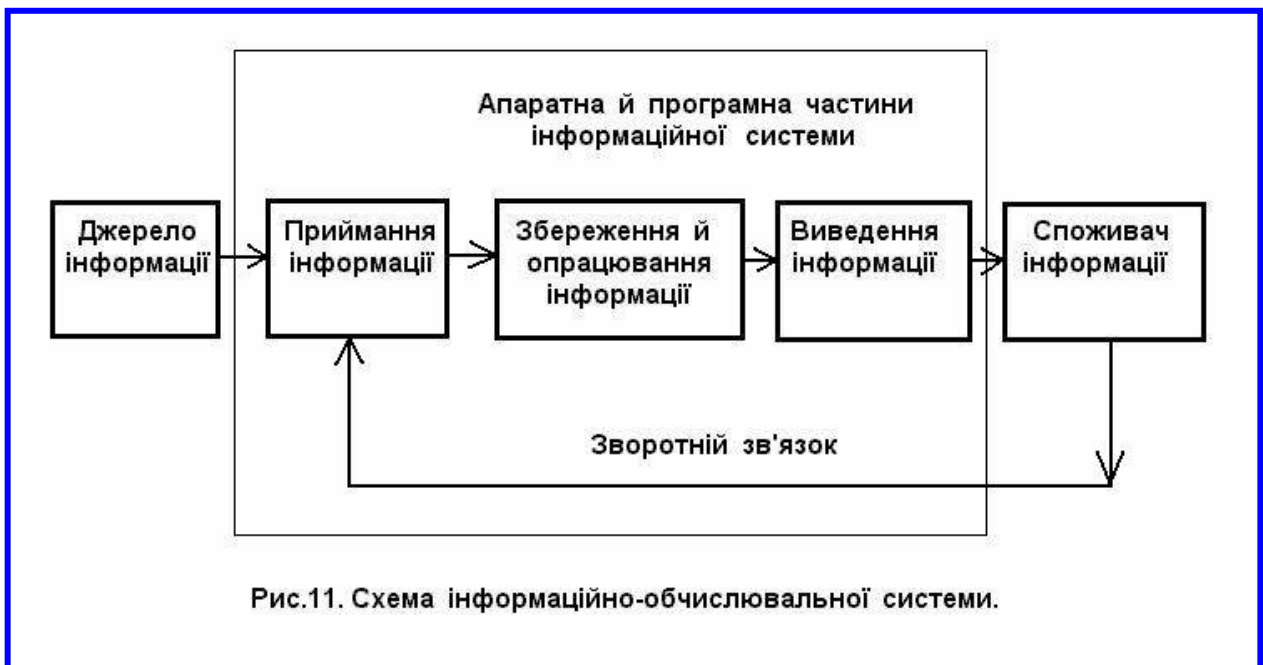 Апаратна й програмна частини
інформаційної системи
Джерело
інформації
Приймання
інформації
Збереження й
опрацювання
інформації
Виведення
інформації
Споживач
інформації
Зворотній зв'язок
Рис.11. Схема інформаційно-обчислювальної системи.